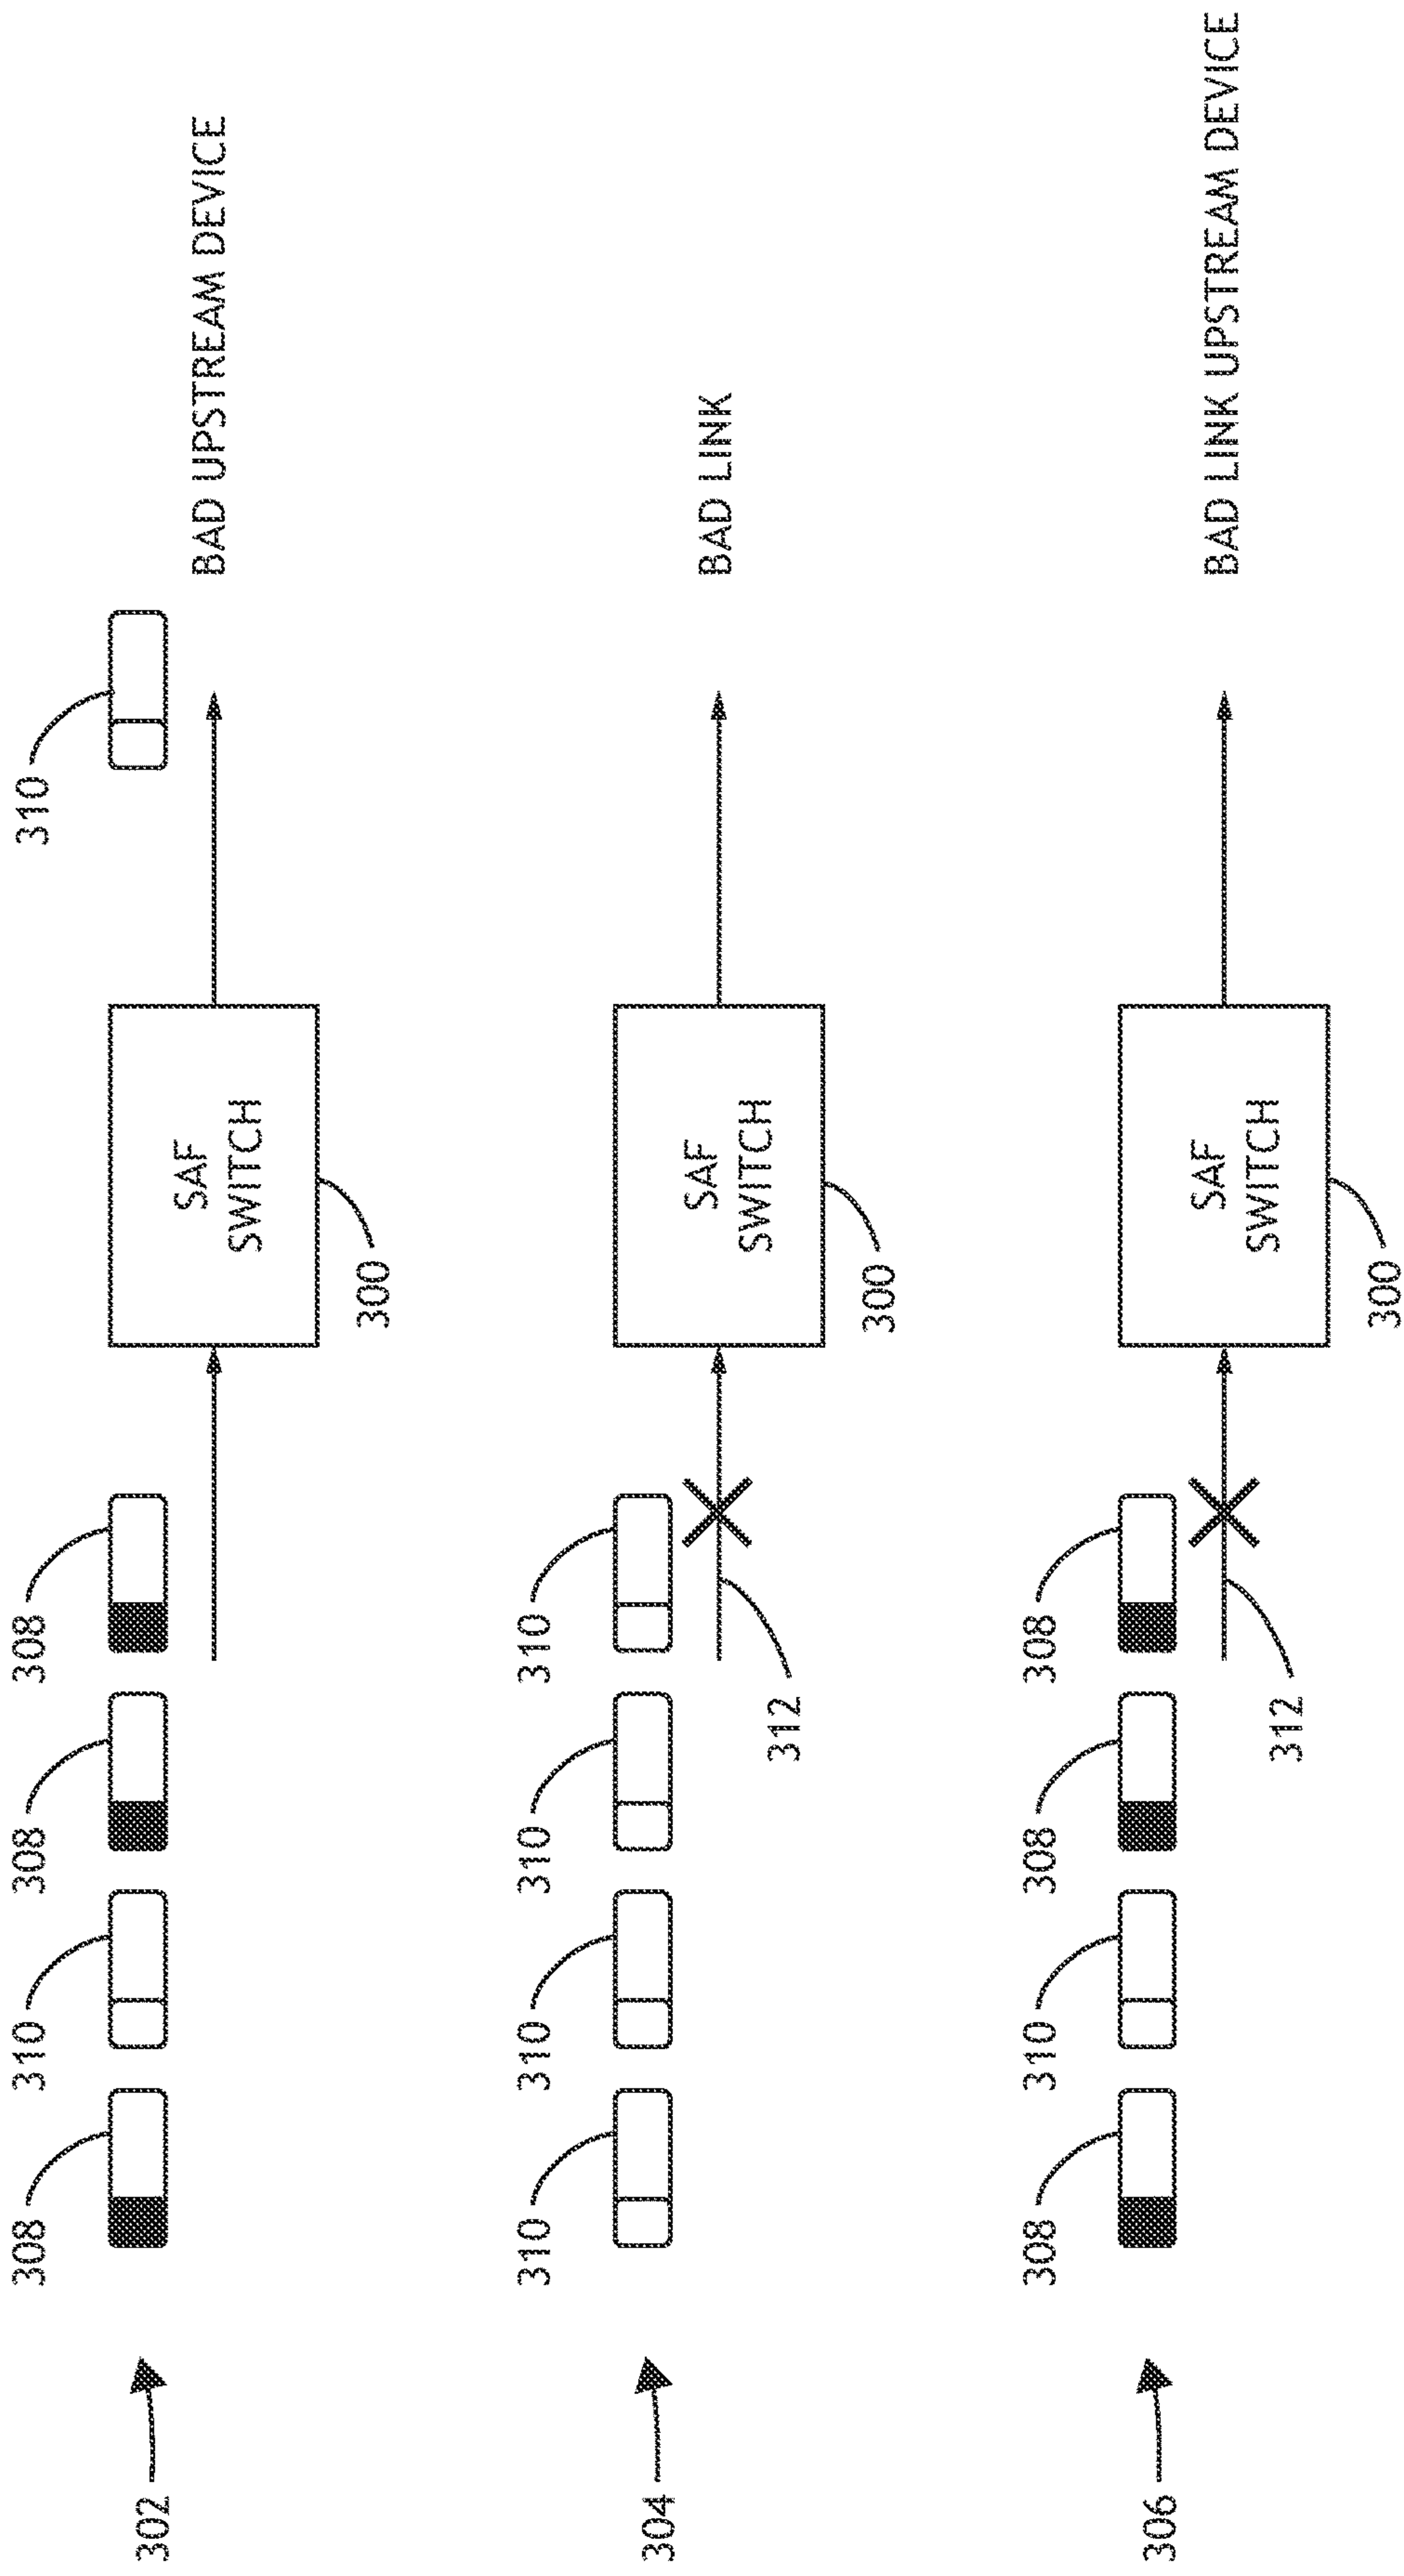 302
308
310
308
308
310
SAF
SWITCH
300
BAD UPSTREAM DEVICE
304
310
310
310
310
312
SAF
SWITCH
300
BAD LINK
306
308
310
308
308
312
SAF
SWITCH
300
BAD LINK UPSTREAM DEVICE